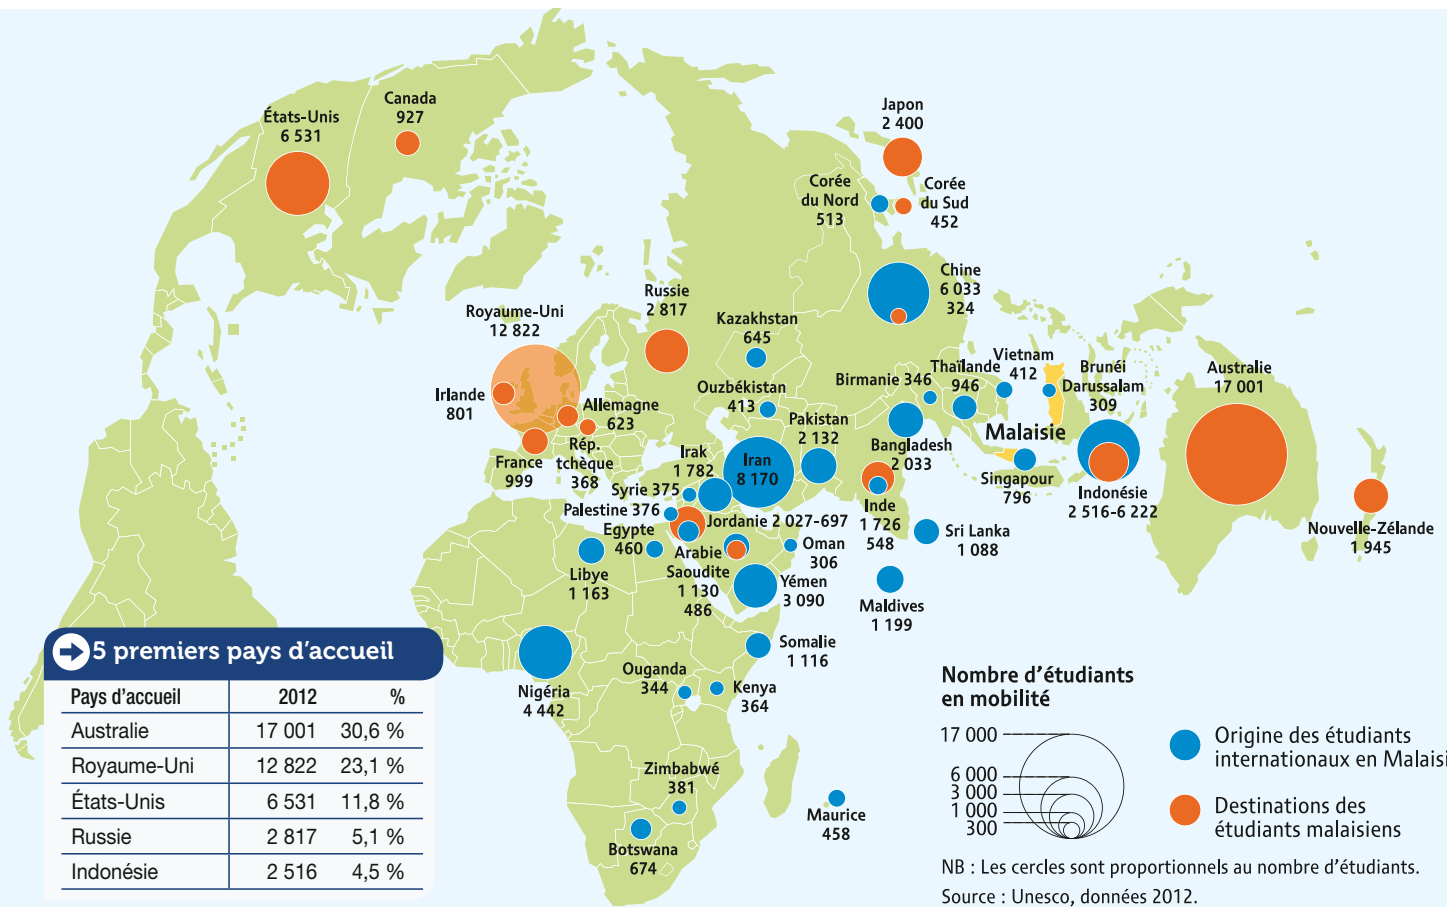 Canada
927
États-Unis
6 531
Japon
2 400
Corée
du Nord
513
Corée
du Sud
452
Chine
6 033
324
Royaume-Uni
12 822
Russie
2 817
Kazakhstan
645
Ouzbékistan
413
Birmanie 346
Thaïlande
946
Vietnam
412
Brunéi
Darussalam
309
Australie
17 001
Irlande
801
Allemagne
623
France
999
Rép.
tchèque
368
Pakistan
2 132
Bangladesh
2 033
Malaisie
Singapour
796
Indonésie
2 516-6 222
Nouvelle-Zélande
1 945
Irak
1 782
Iran
8 170
Syrie 375
Palestine 376
Jordanie 2 027-697
Egypte
460
Inde
1 726
548
Sri Lanka
1 088
Libye
1 163
Arabie
Saoudite
1 130
486
Oman
306
Yémen
3 090
Maldives
1 199
Nigéria
4 442
Somalie
1 116
Ouganda
344
Kenya
364
Zimbabwé
381
Botswana
674
Maurice
458
5 premiers pays d'accueil
Pays d'accueil 2012 %
Australie 17 001 30,6 %
Royaume-Uni 12 822 23,1 %
États-Unis 6 531 11,8 %
Russie 2 817 5,1 %
Indonésie 2 516 4,5 %
Nombre d'étudiants
en mobilité
17 000
6 000
3 000
1 000
300
Origine des étudiants
internationaux en Malaisi
Destinations des
étudiants malaisiens
NB : Les cercles sont proportionnels au nombre d'étudiants.
Source : Unesco, données 2012.